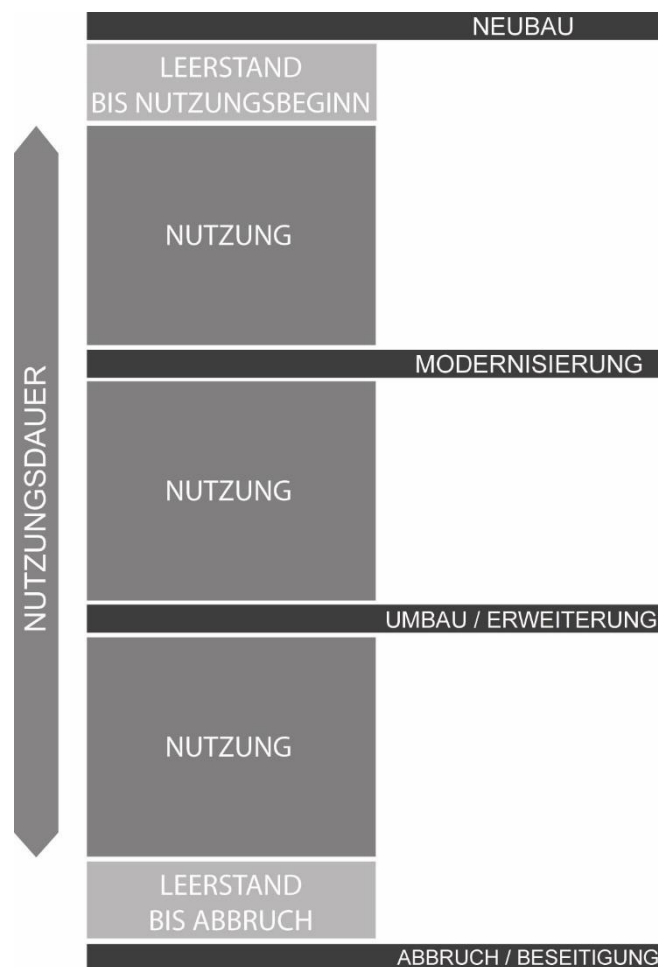 NEUBAU
LEERSTAND
BIS NUTZUNGSBEGINN
NUTZUNG
MODERNISIERUNG
NUTZUNGSDAUER
NUTZUNG
UMBAU / ERWEITERUNG
NUTZUNG
LEERSTAND
BIS ABBRUCH
ABBRUCH / BESEITIGUNG